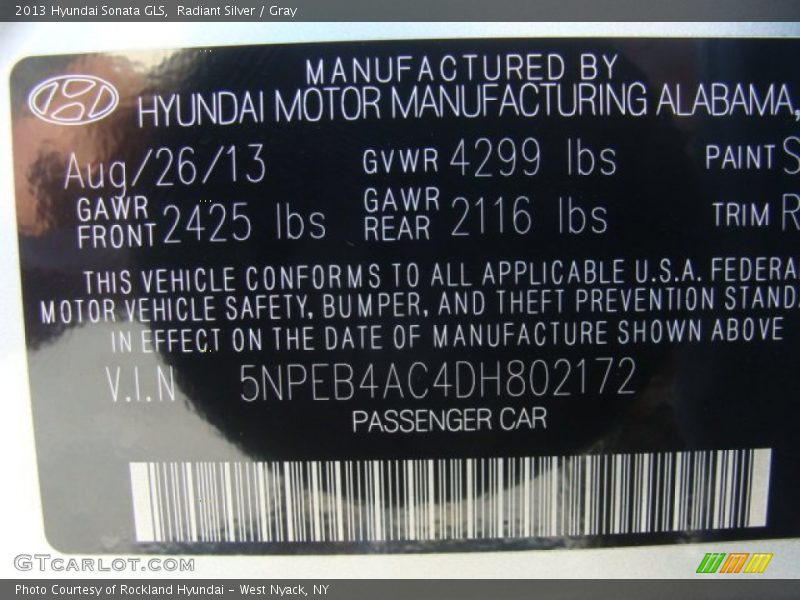 2013 Hyundai Sonata GLS, Radiant Silver / Gray
MANUFACTURED BY
HYUNDAI MOTOR MANUFACTURING ALABAMA,
Aug/26/13 GVWR 4299 lbs PAINT S
GAWR FRONT 2425 lbs GAWR REAR 2116 lbs TRIM R
THIS VEHICLE CONFORMS TO ALL APPLICABLE U.S.A. FEDERA
MOTOR VEHICLE SAFETY, BUMPER, AND THEFT PREVENTION STANDA
IN EFFECT ON THE DATE OF MANUFACTURE SHOWN ABOVE
V.I.N 5NPEB4AC4DH802172
PASSENGER CAR
GTCARLOT.COM
Photo Courtesy of Rockland Hyundai - West Nyack, NY